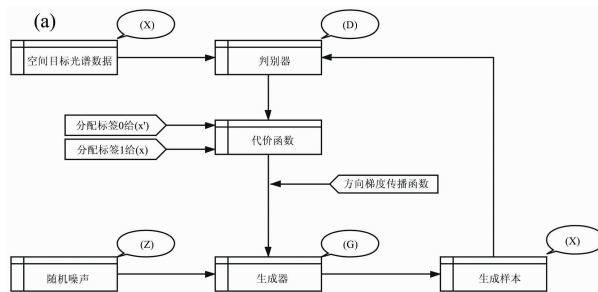 (a)
(X)
(D)
空间目标光谱数据
判别器
分配标签0给(x')
分配标签1给(x)
代价函数
方向梯度传播函数
(Z)
(G)
(X)
随机噪声
生成器
生成样本